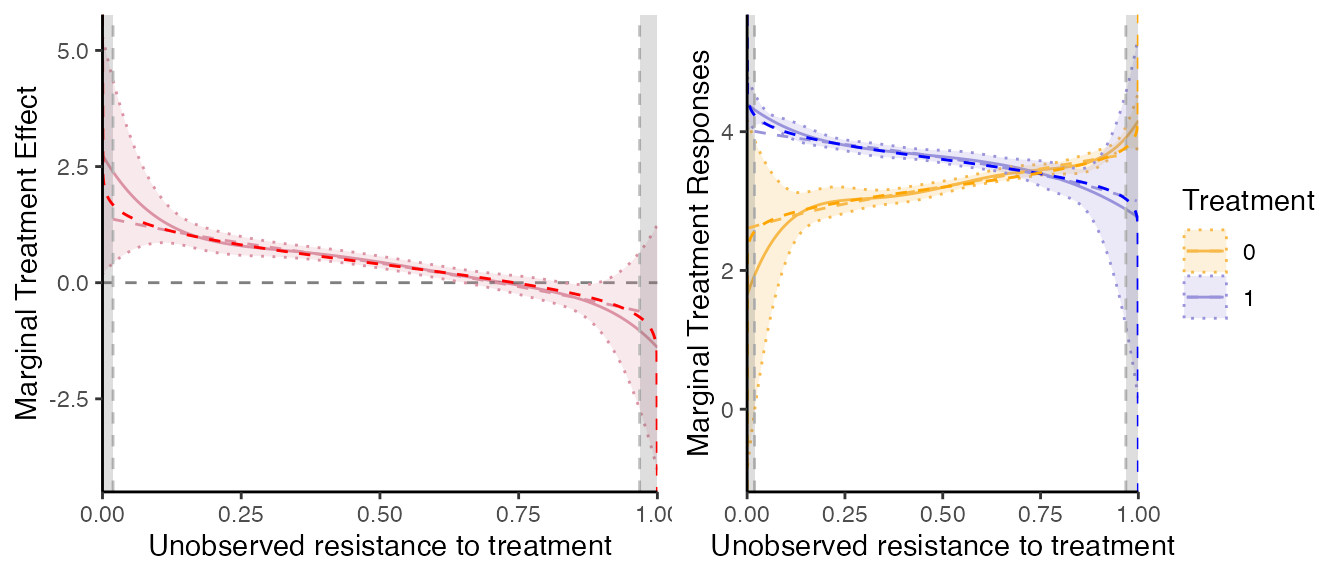 Marginal Treatment Effect
5.0
2.5
0.0
-2.5
0.00 0.25 0.50 0.75 1.00
Unobserved resistance to treatment
Marginal Treatment Responses
4
2
0
0.00 0.25 0.50 0.75 1.00
Unobserved resistance to treatment
Treatment
0
1